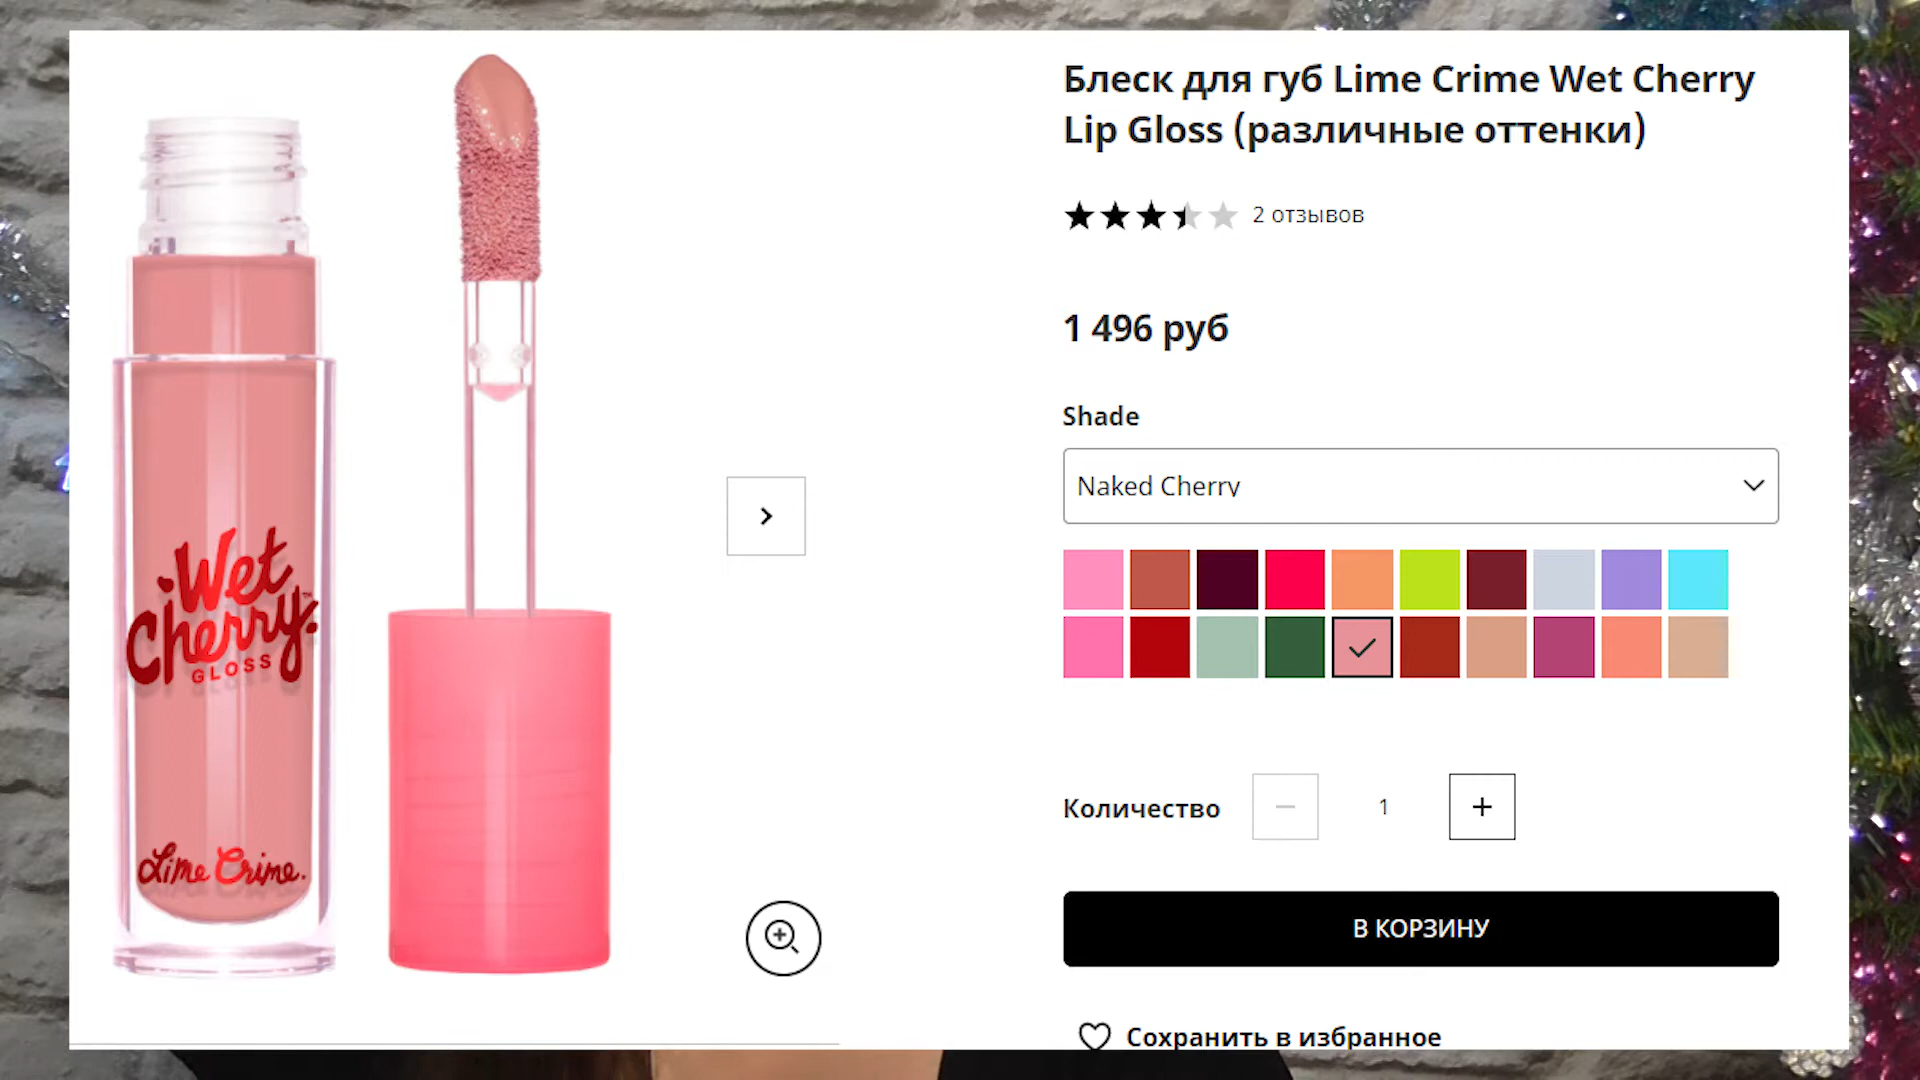 Блеск для губ Lime Crime Wet Cherry
Lip Gloss (различные оттенки)
2 отзывов
1 496 руб
Shade
Naked Cherry
Количество
1
В КОРЗИНУ
Сохранить в избранное
Wet
Cherry
GLOSS
Lime Crime.